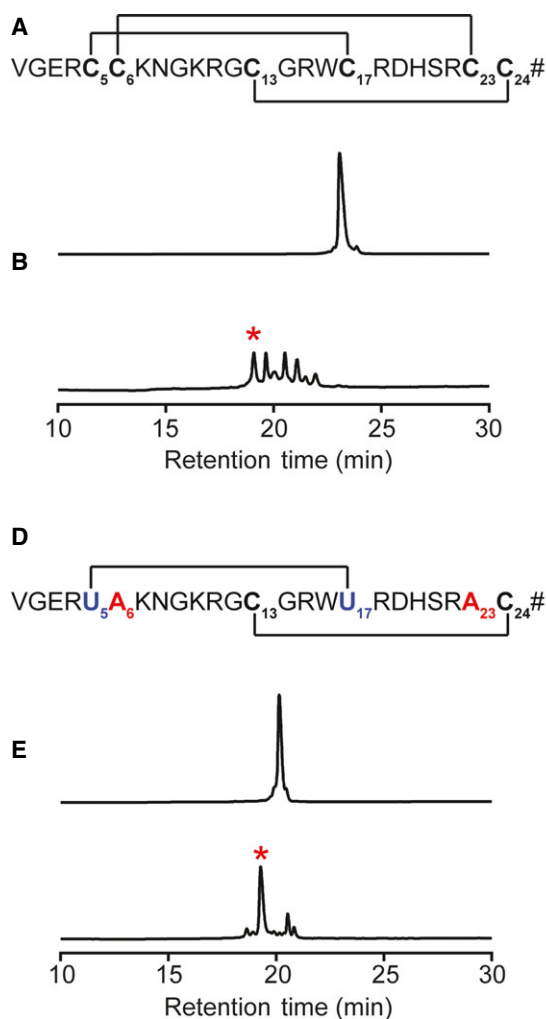 A
VGERC₅C₆KNGKRGC₁₃GRWC₁₇RDHSRC₂₃C₂₄#
B
*
10 15 20 25 30
Retention time (min)
D
VGERU₅A₆KNGKRGC₁₃GRWU₁₇RDHSRA₂₃C₂₄#
E
*
10 15 20 25 30
Retention time (min)